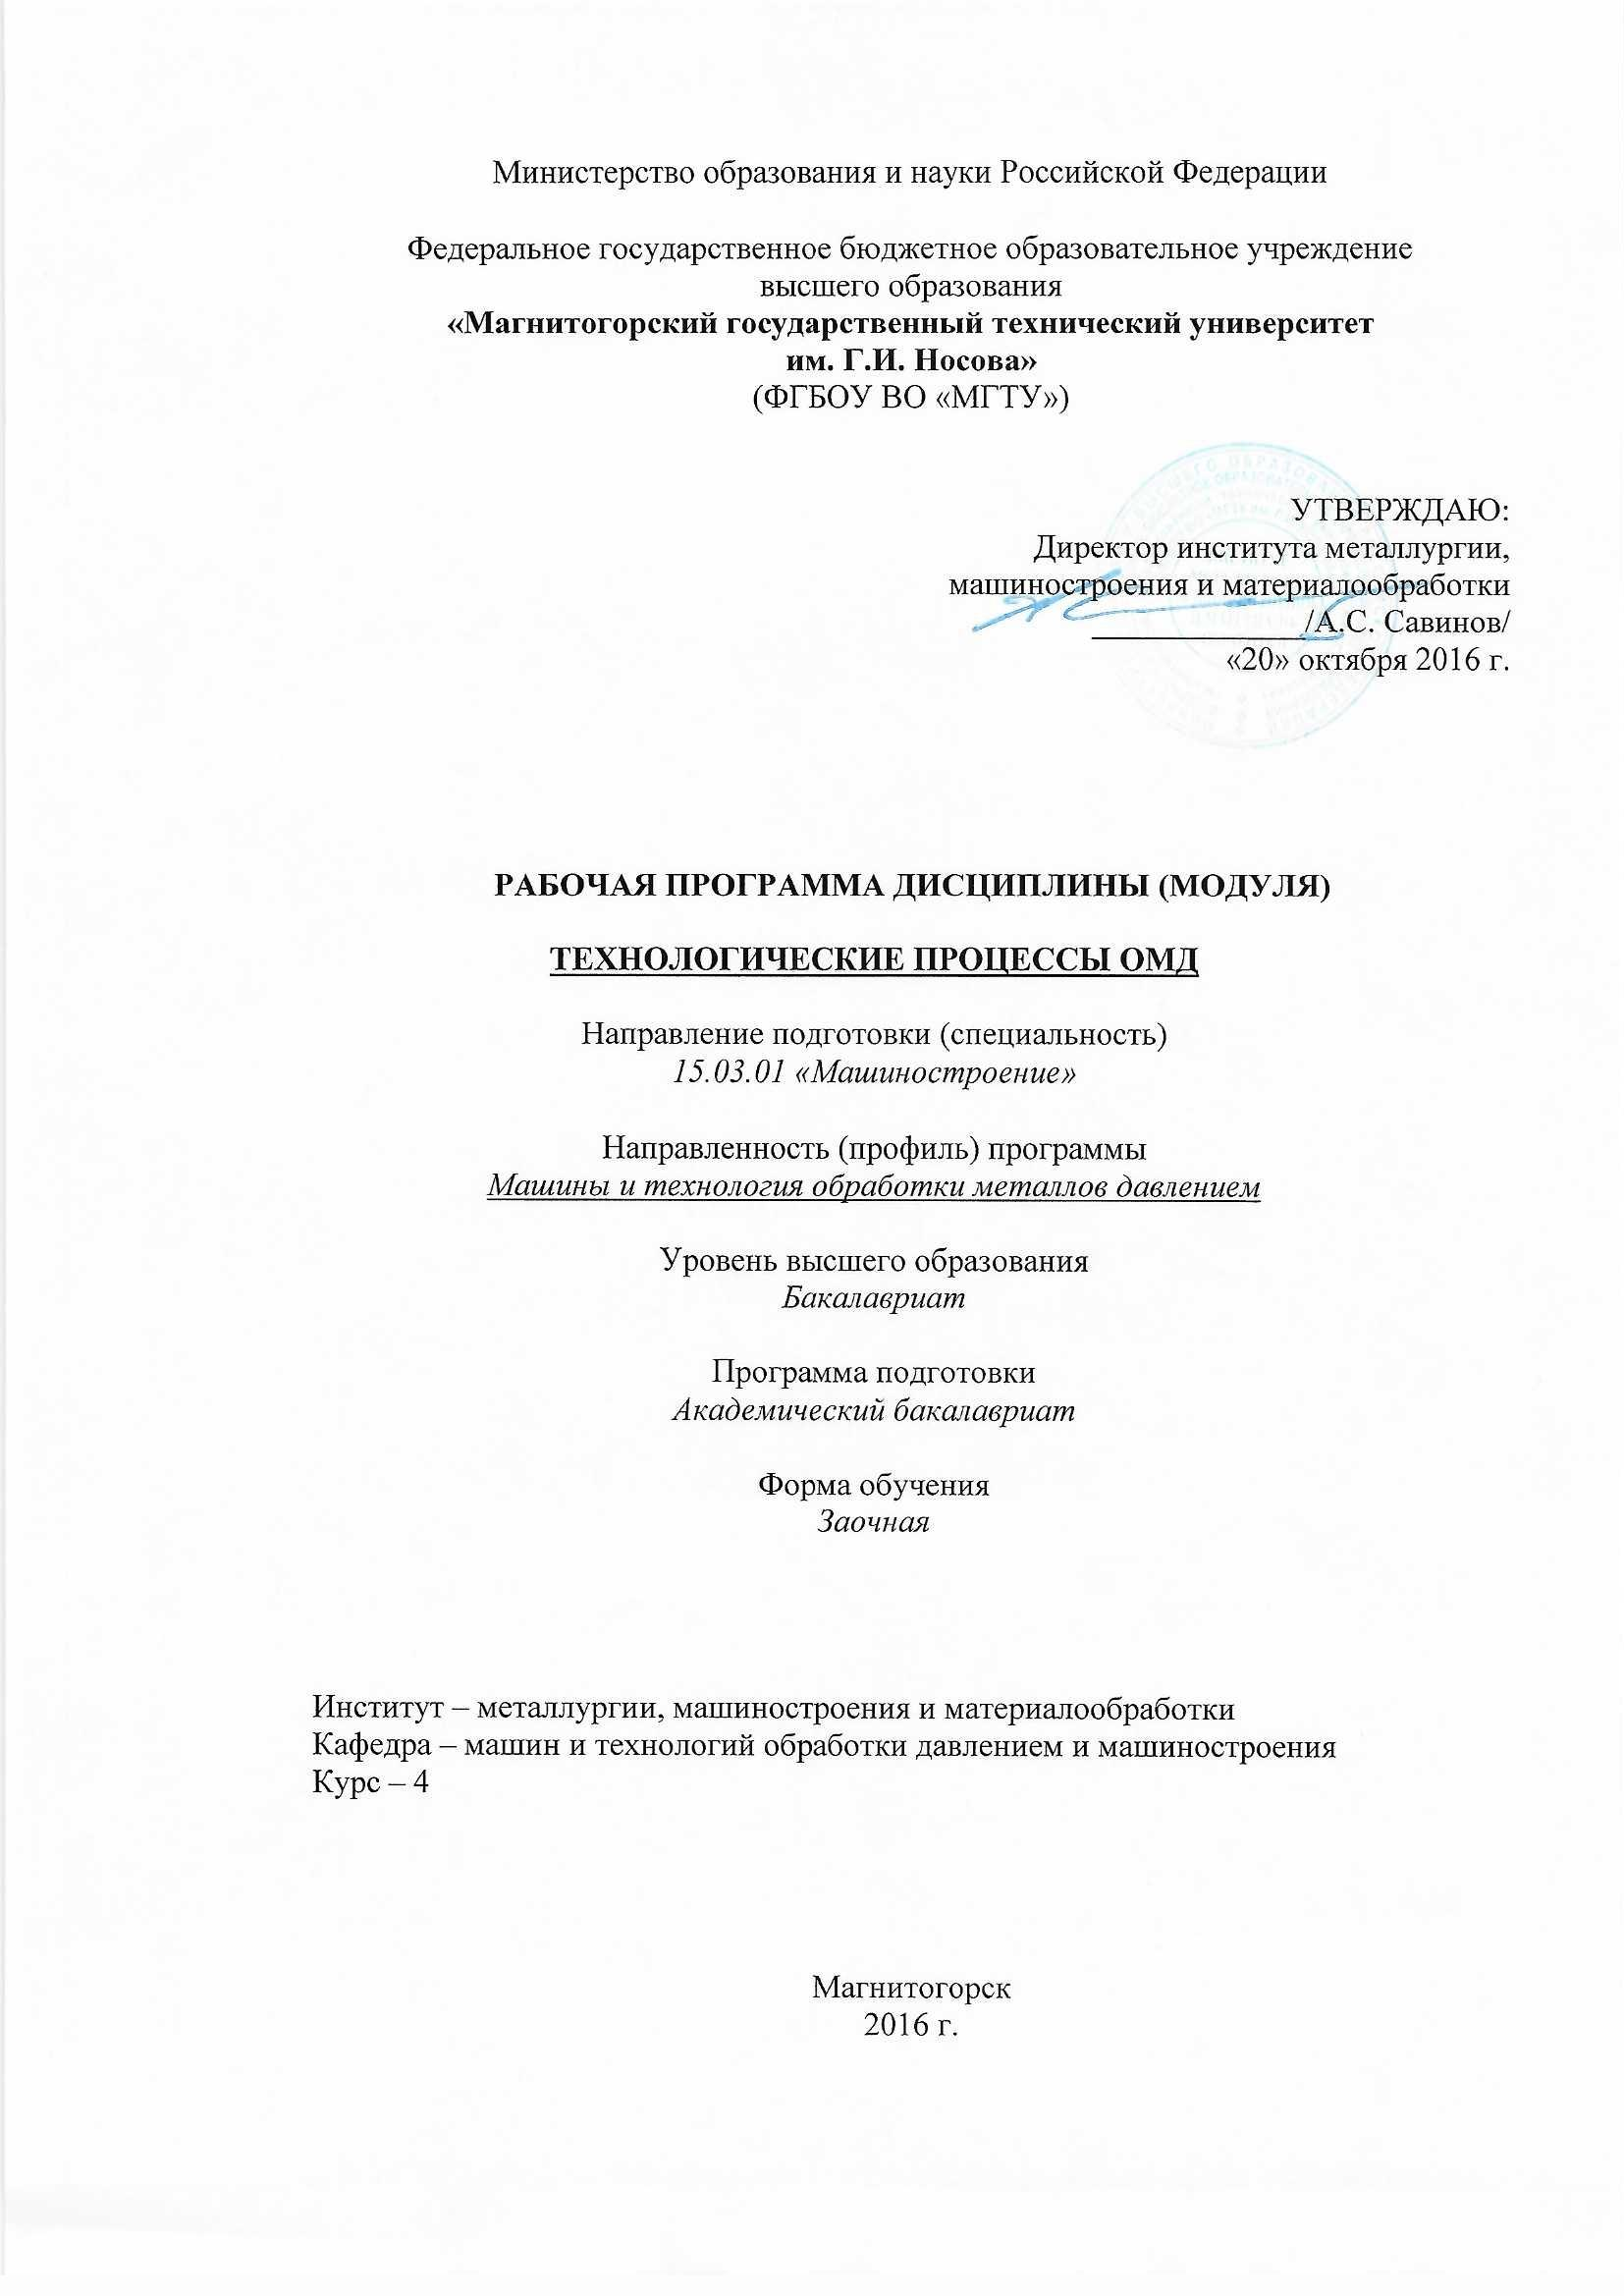 Министерство образования и науки Российской Федерации
Федеральное государственное бюджетное образовательное учреждение
высшего образования
«Магнитогорский государственный технический университет
им. Г.И. Носова»
(ФГБОУ ВО «МГТУ»)
УТВЕРЖДАЮ:
Директор института металлургии,
машиностроения и материалообработки
/А.С. Савинов/
«20» октября 2016 г.
РАБОЧАЯ ПРОГРАММА ДИСЦИПЛИНЫ (МОДУЛЯ)
ТЕХНОЛОГИЧЕСКИЕ ПРОЦЕССЫ ОМД
Направление подготовки (специальность)
15.03.01 «Машиностроение»
Направленность (профиль) программы
Машины и технология обработки металлов давлением
Уровень высшего образования
Бакалавриат
Программа подготовки
Академический бакалавриат
Форма обучения
Заочная
Институт – металлургии, машиностроения и материалообработки
Кафедра – машин и технологий обработки давлением и машиностроения
Курс – 4
Магнитогорск
2016 г.